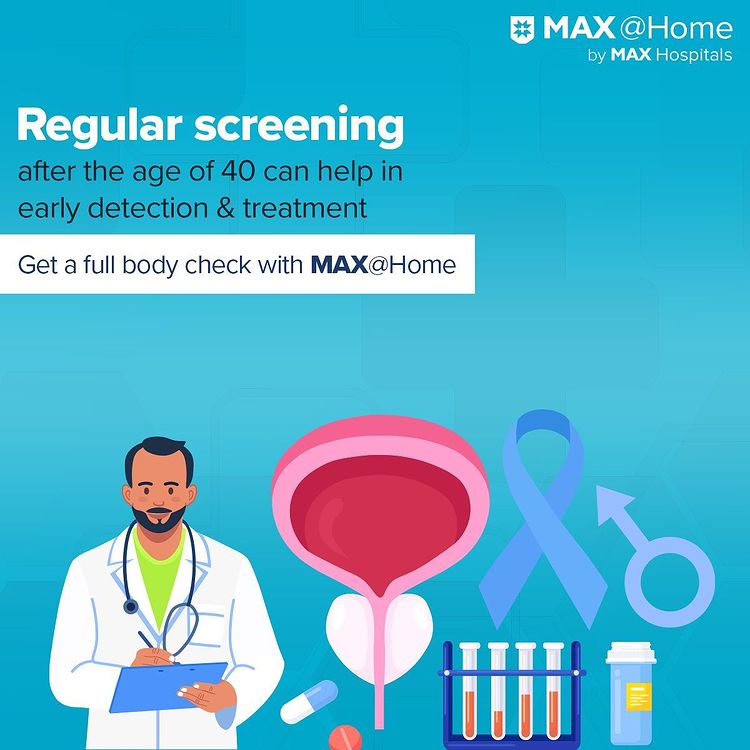 MAX @Home
by MAX Hospitals
Regular screening
after the age of 40 can help in
early detection & treatment
Get a full body check with MAX@Home